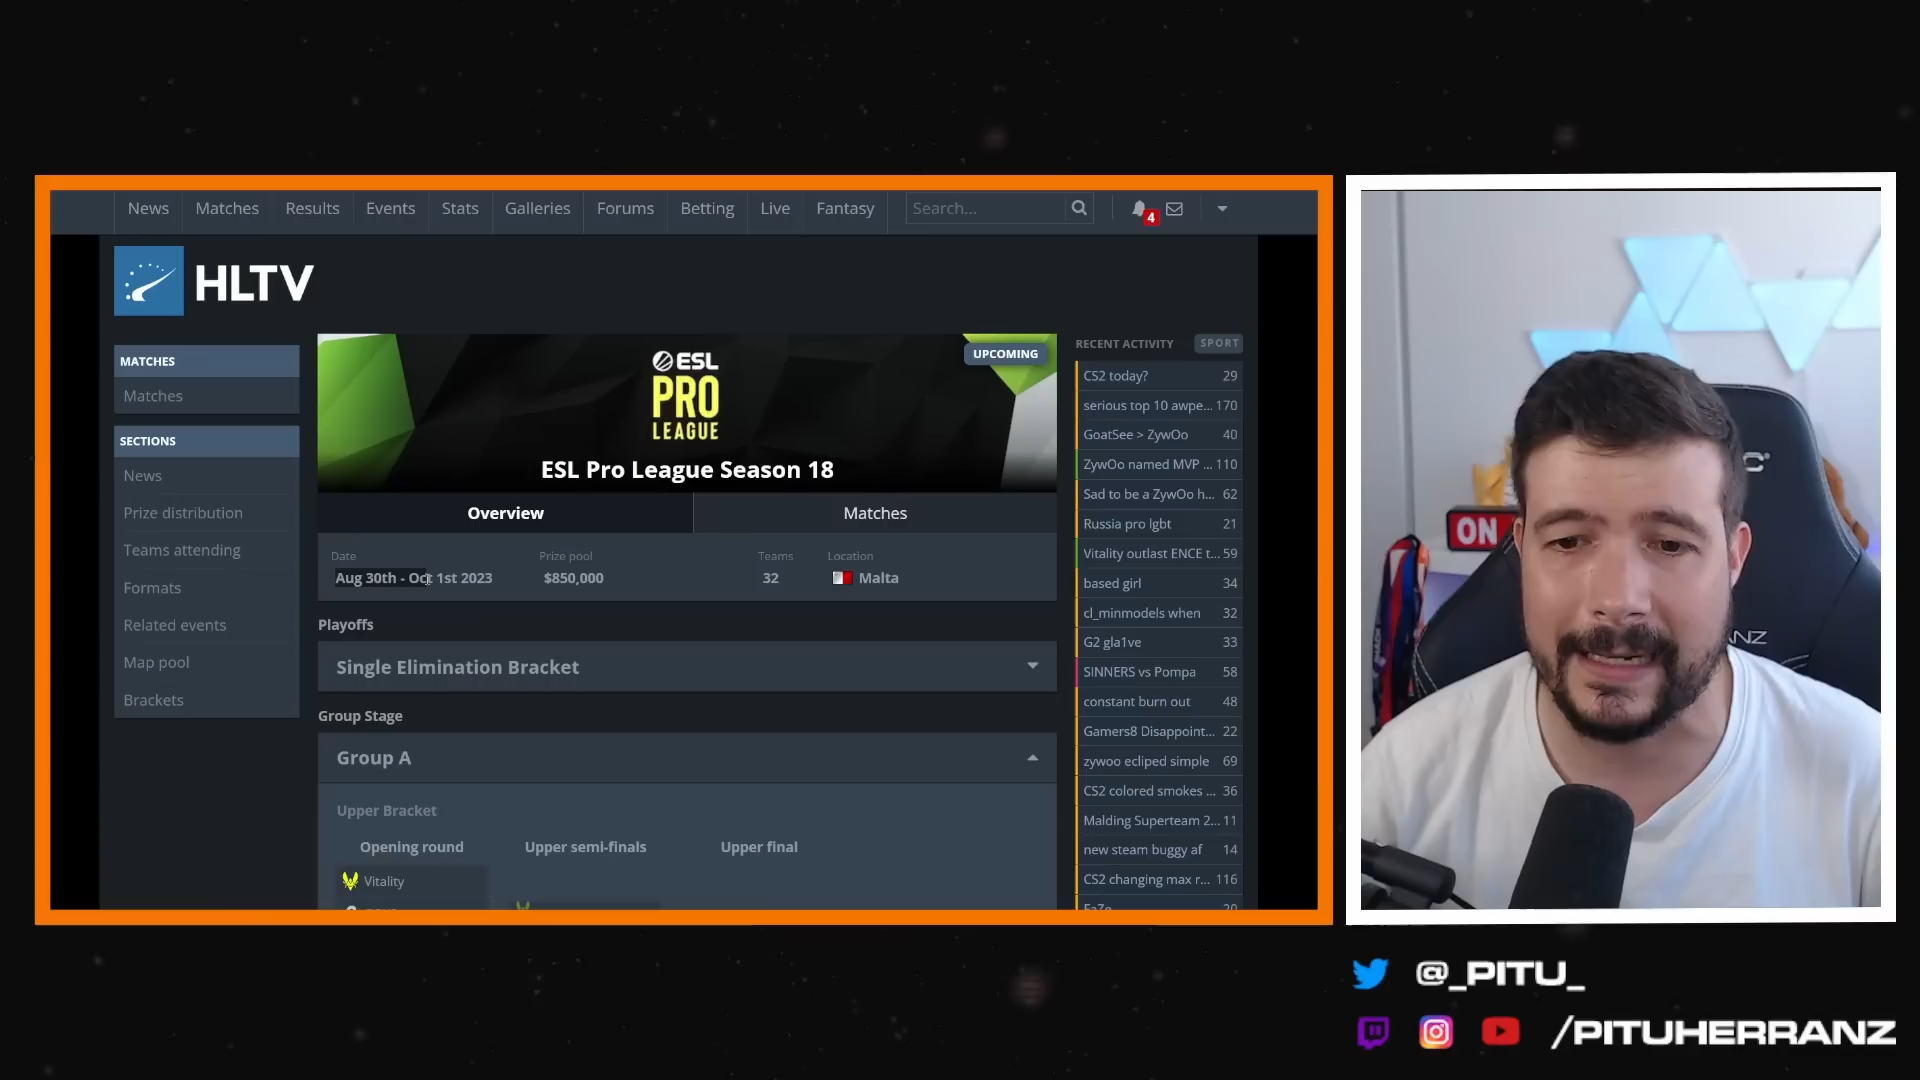 News Matches Results Events Stats Galleries Forums Betting Live Fantasy Search... 4
HLTV
MATCHES
Matches
SECTIONS
News
Prize distribution
Teams attending
Formats
Related events
Map pool
Brackets
UPCOMING
ESL
PRO
LEAGUE
ESL Pro League Season 18
Overview Matches
Date Prize pool Teams Location
Aug 30th - Oct 1st 2023 $850,000 32 Malta
Playoffs
Single Elimination Bracket
Group Stage
Group A
Upper Bracket
Opening round Upper semi-finals Upper final
Vitality
RECENT ACTIVITY SPORT
CS2 today? 29
serious top 10 awpe... 170
GoatSee > ZywOo 40
ZywOo named MVP ... 110
Sad to be a ZywOo h... 62
Russia pro lgbt 21
Vitality outlast ENCE t... 59
based girl 34
cl_minmodels when 32
G2 gla1ve 33
SINNERS vs Pompa 58
constant burn out 48
Gamers8 Disappoint... 22
zywoo ecliped simple 69
CS2 colored smokes ... 36
Malding Superteam 2... 11
new steam buggy af 14
CS2 changing max r... 116
FaZe 20
ON
@_PITU_
/PITUHERRANZ